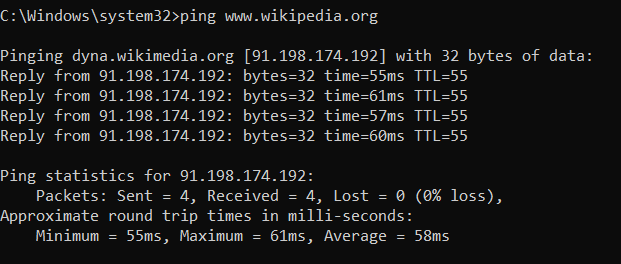 C:\Windows\system32>ping www.wikipedia.org
Pinging dyna.wikimedia.org [91.198.174.192] with 32 bytes of data:
Reply from 91.198.174.192: bytes=32 time=55ms TTL=55
Reply from 91.198.174.192: bytes=32 time=61ms TTL=55
Reply from 91.198.174.192: bytes=32 time=57ms TTL=55
Reply from 91.198.174.192: bytes=32 time=60ms TTL=55
Ping statistics for 91.198.174.192:
Packets: Sent = 4, Received = 4, Lost = 0 (0% loss),
Approximate round trip times in milli-seconds:
Minimum = 55ms, Maximum = 61ms, Average = 58ms